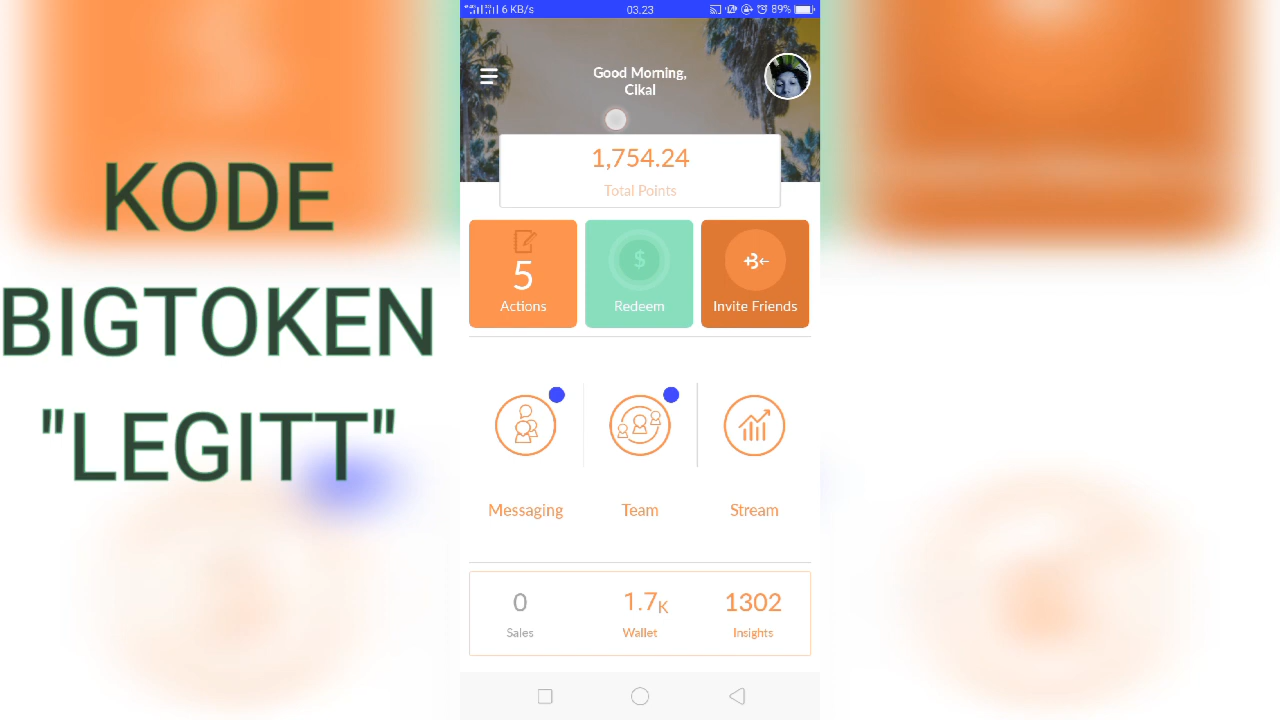 6 KB/s
03.23
89%
Good Morning,
Cikal
1,754.24
Total Points
5
Actions
$
Redeem
Invite Friends
KODE
BIGTOKEN
"LEGITT"
Messaging
Team
Stream
0
Sales
1.7K
Wallet
1302
Insights